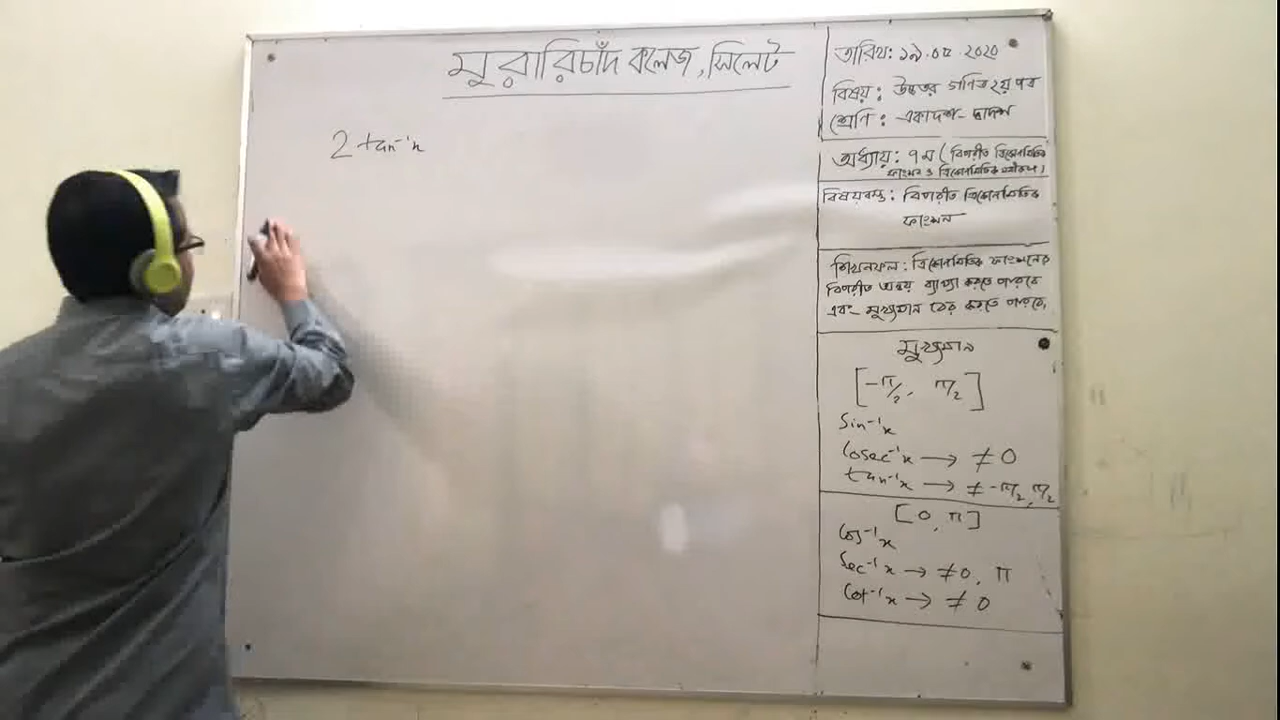 মুরারিচাঁদ কলেজ, সিলেট
2 tan⁻¹x
তারিখ: ১৯.০৫ ২০২০
বিষয়: উচ্চতর গণিত ২য় পত্র
শ্রেণি: একাদশ - দ্বাদশ
অধ্যায়: ৭ম (বিপরীত ত্রিকোণমিতিক
ফাংশন ও ত্রিকোণমিতিক সমীকরণ)
বিষয়বস্তু: বিপরীত ত্রিকোণমিতিক
ফাংশন
শিখনফল: ত্রিকোণমিতিক ফাংশনের
বিপরীত অন্বয় ব্যাখ্যা করতে পারবে
এবং মুখ্যমান বের করতে পারবে,
মুখ্যমান
[-π/2, π/2]
Sin⁻¹x
Cosec⁻¹x → ≠ 0
tan⁻¹x → ≠ -π/2, π/2
[0, π]
Cos⁻¹x
Sec⁻¹x → ≠ 0, π
Cot⁻¹x → ≠ 0